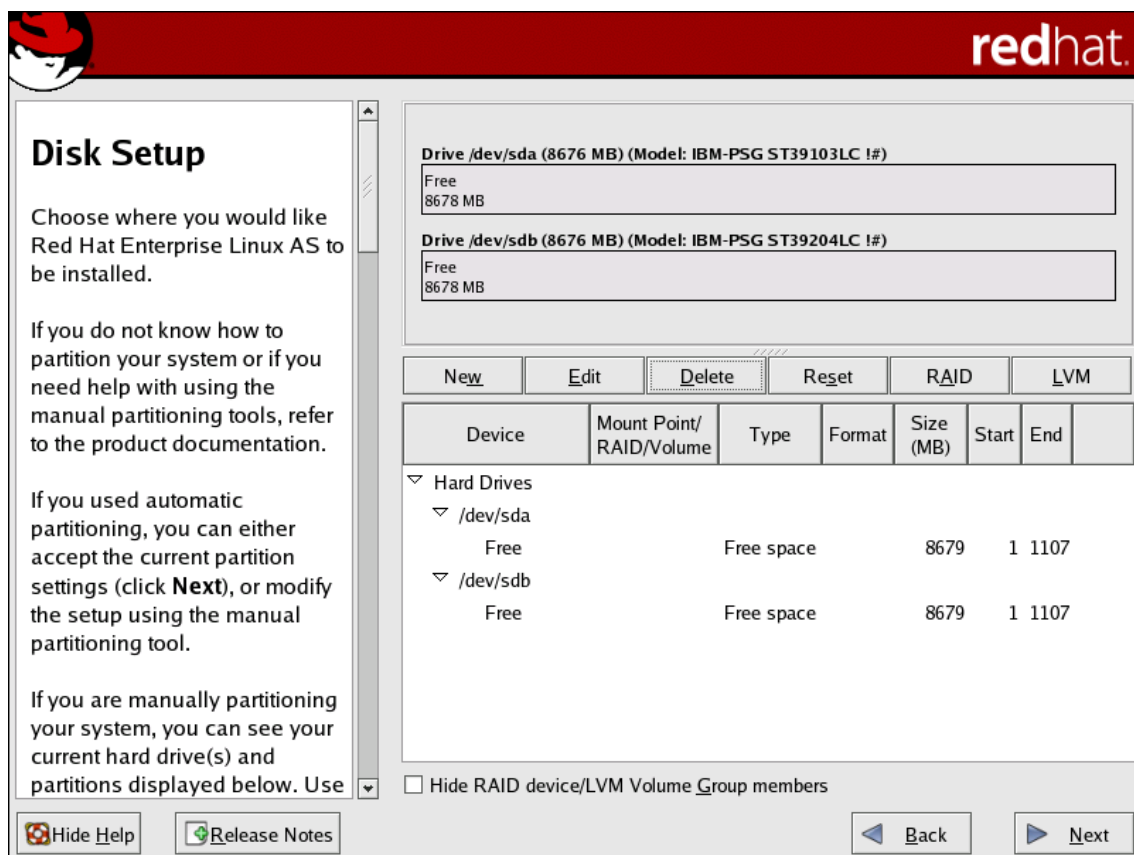 redhat.
Disk Setup
Choose where you would like
Red Hat Enterprise Linux AS to
be installed.
If you do not know how to
partition your system or if you
need help with using the
manual partitioning tools, refer
to the product documentation.
If you used automatic
partitioning, you can either
accept the current partition
settings (click Next), or modify
the setup using the manual
partitioning tool.
If you are manually partitioning
your system, you can see your
current hard drive(s) and
partitions displayed below. Use
Drive /dev/sda (8676 MB) (Model: IBM-PSG ST39103LC !#)
Free
8678 MB
Drive /dev/sdb (8676 MB) (Model: IBM-PSG ST39204LC !#)
Free
8678 MB
New Edit Delete Reset RAID LVM
Device Mount Point/ RAID/Volume Type Format Size (MB) Start End
Hard Drives
/dev/sda
Free Free space 8679 1 1107
/dev/sdb
Free Free space 8679 1 1107
Hide RAID device/LVM Volume Group members
Hide Help Release Notes Back Next